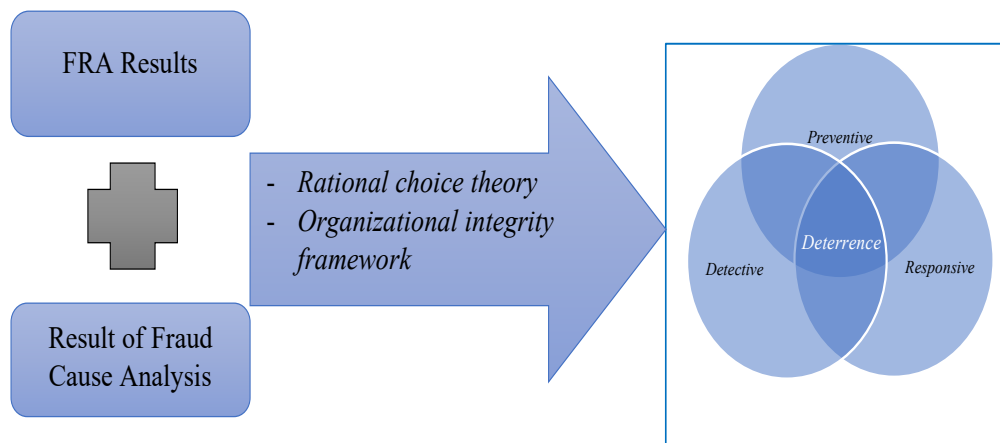 FRA Results
Result of Fraud
Cause Analysis
- Rational choice theory
- Organizational integrity
framework
Preventive
Deterrence
Detective
Responsive